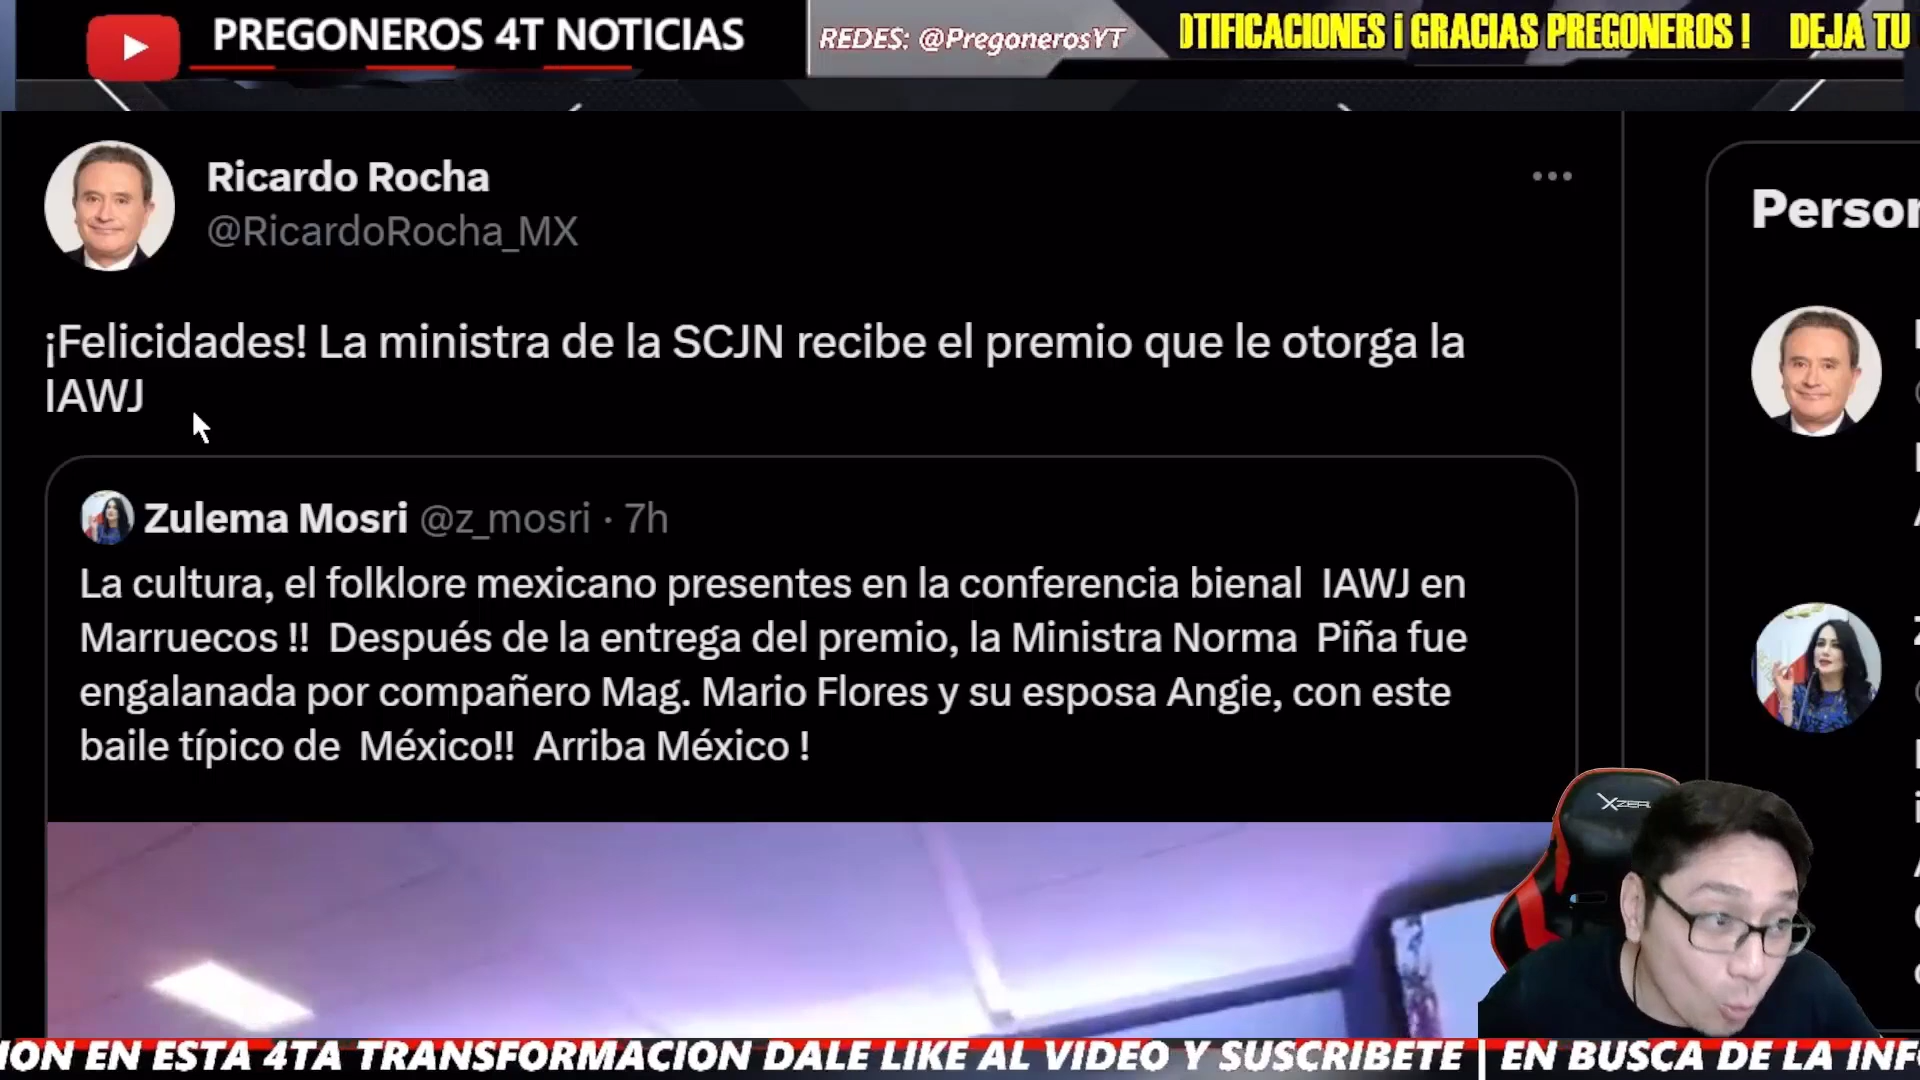 PREGONEROS 4T NOTICIAS
REDES: @PregonerosYT
OTIFICACIONES ¡ GRACIAS PREGONEROS ! DEJA TU
Ricardo Rocha
@RicardoRocha_MX
¡Felicidades! La ministra de la SCJN recibe el premio que le otorga la
IAWJ
Zulema Mosri @z_mosri · 7h
La cultura, el folklore mexicano presentes en la conferencia bienal IAWJ en
Marruecos !! Después de la entrega del premio, la Ministra Norma Piña fue
engalanada por compañero Mag. Mario Flores y su esposa Angie, con este
baile típico de México!! Arriba México !
Person
XZEAL
ION EN ESTA 4TA TRANSFORMACION DALE LIKE AL VIDEO Y SUSCRIBETE | EN BUSCA DE LA INF